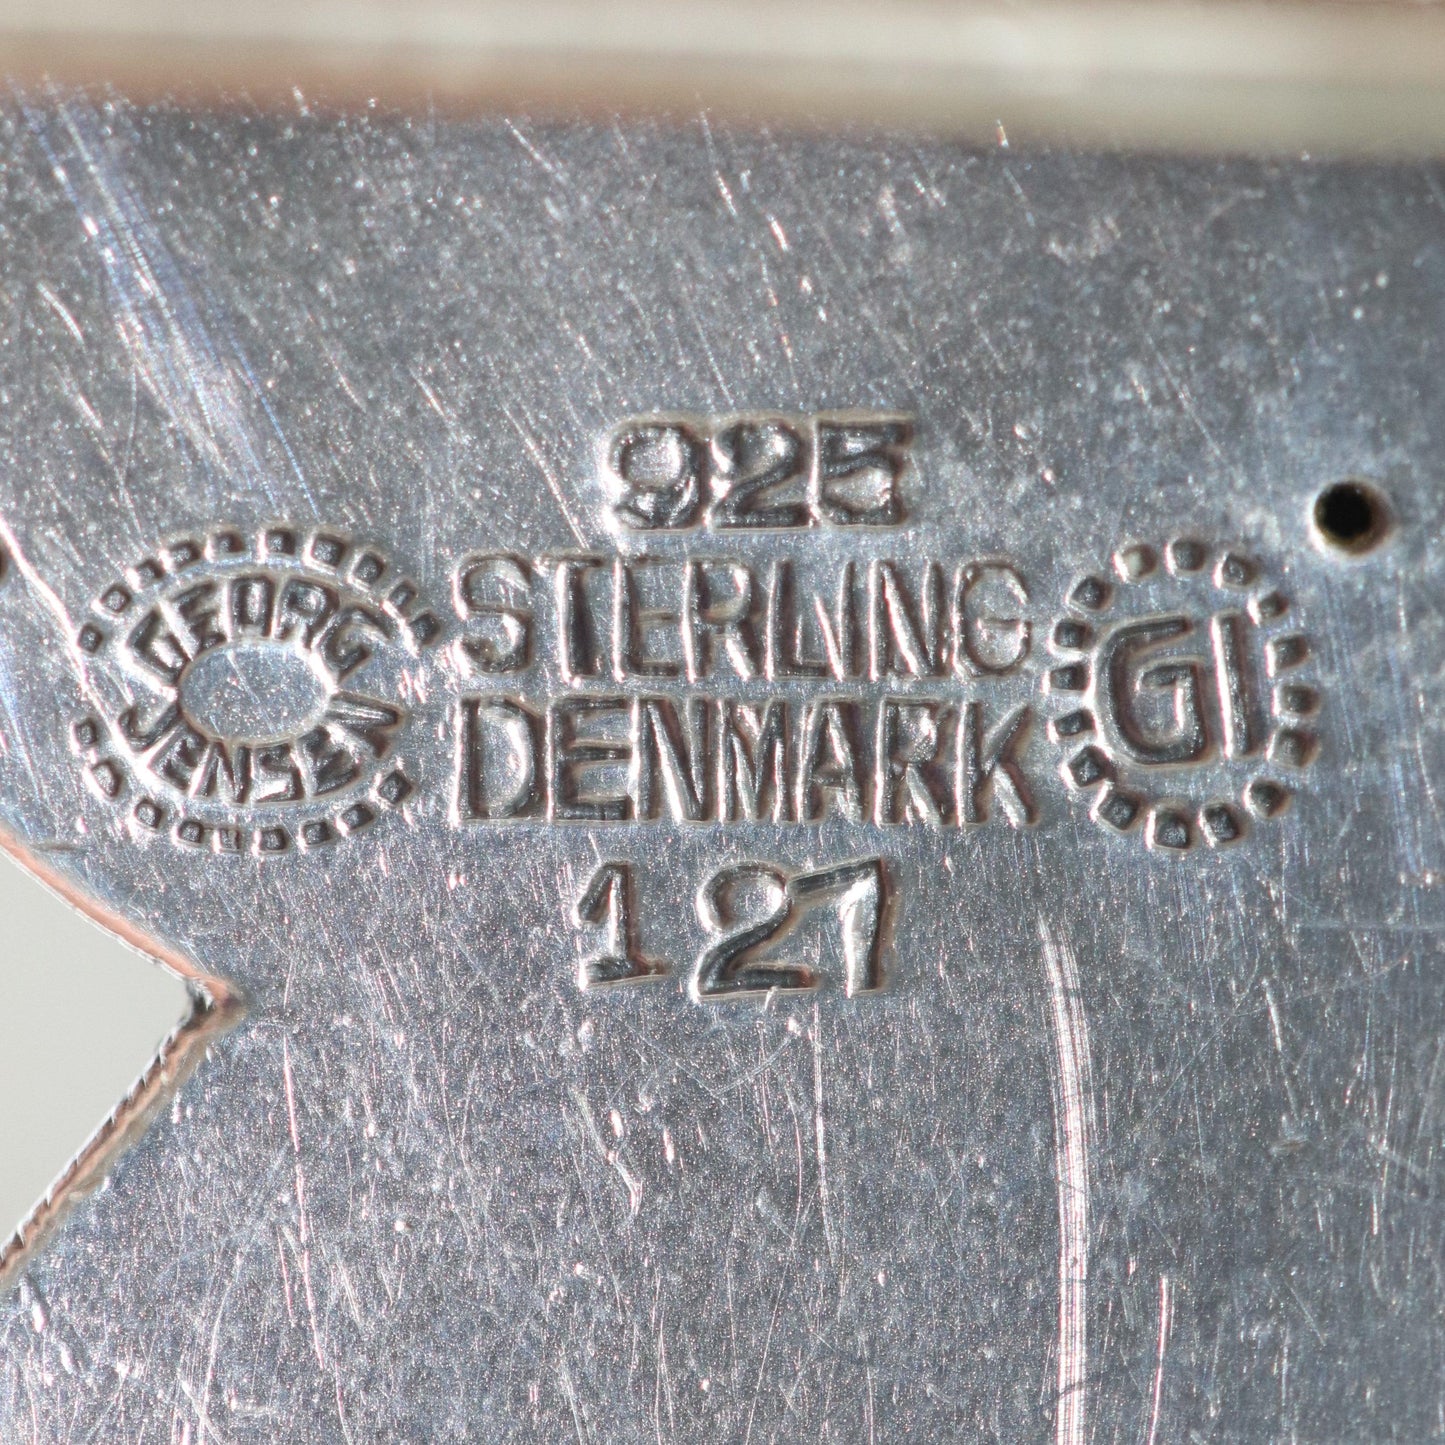 925
GEORG
JENSEN
STERLING
DENMARK
GI
127